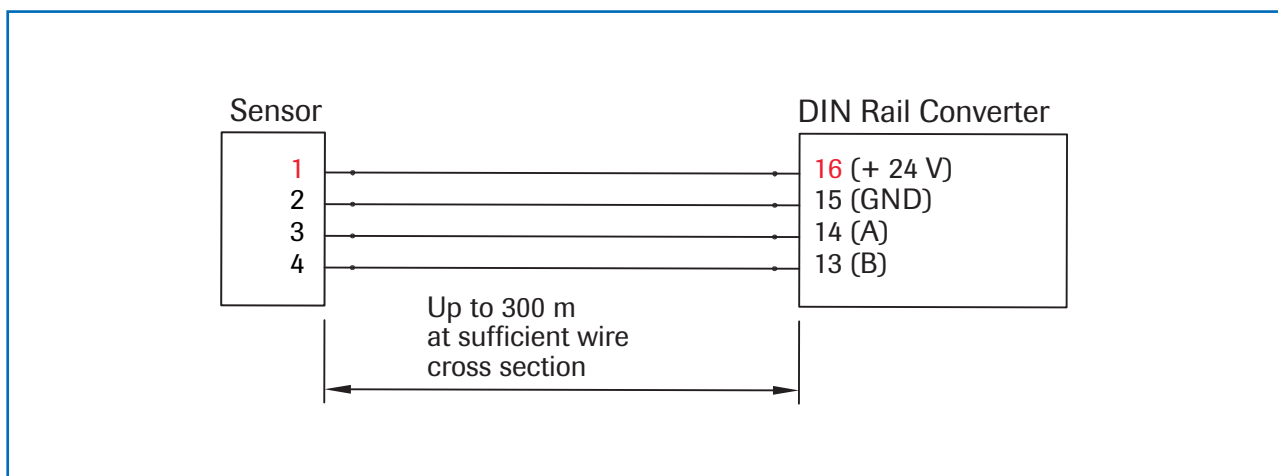 Sensor
DIN Rail Converter
1
16 (+ 24 V)
2
15 (GND)
3
14 (A)
4
13 (B)
Up to 300 m
at sufficient wire
cross section